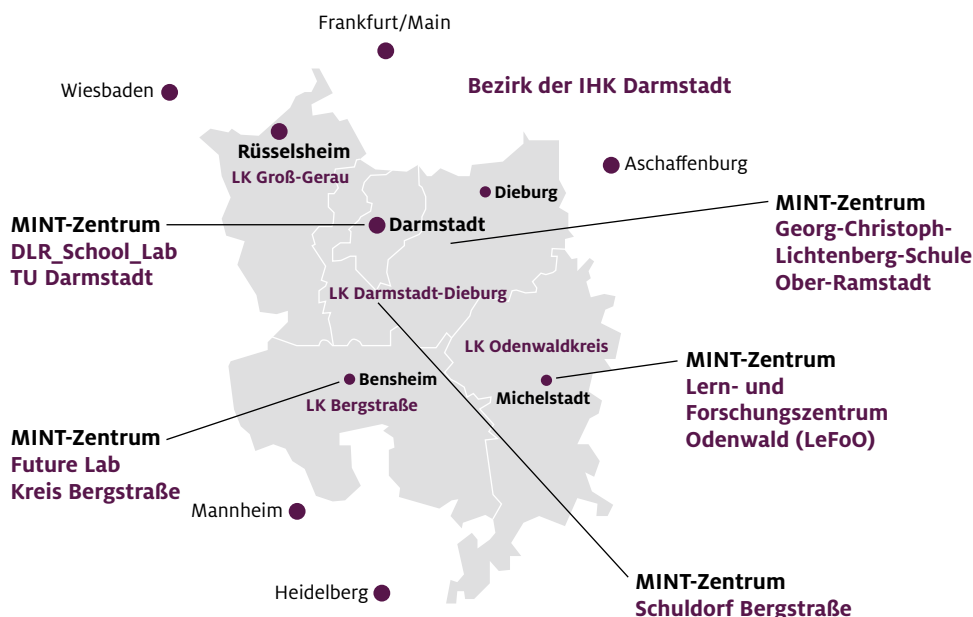 Frankfurt/Main
Bezirk der IHK Darmstadt
Wiesbaden
Rüsselsheim
LK Groß-Gerau
Aschaffenburg
Dieburg
MINT-Zentrum
DLR_School_Lab
TU Darmstadt
Darmstadt
MINT-Zentrum
Georg-Christoph-
Lichtenberg-Schule
Ober-Ramstadt
LK Darmstadt-Dieburg
LK Odenwaldkreis
Bensheim
LK Bergstraße
Michelstadt
MINT-Zentrum
Lern- und
Forschungszentrum
Odenwald (LeFoO)
MINT-Zentrum
Future Lab
Kreis Bergstraße
Mannheim
Heidelberg
MINT-Zentrum
Schuldorf Bergstraße